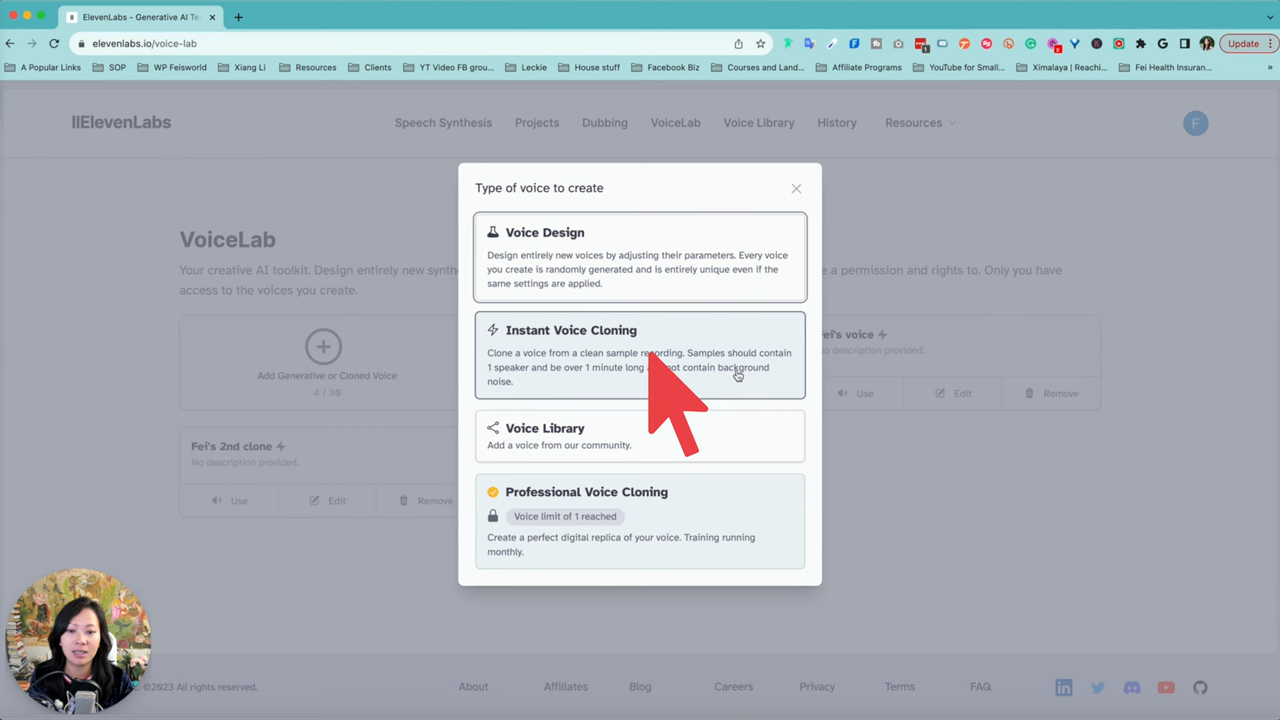 ElevenLabs - Generative AI Te
elevenlabs.io/voice-lab
Update
A Popular Links
SOP
WP Feisworld
Xiang Li
Resources
Clients
YT Video FB grou...
Leckie
House stuff
Facebook Biz
Courses and Land...
Affiliate Programs
YouTube for Small...
Ximalaya | Reachi...
Fei Health Insuran...
»
IIElevenLabs
Speech Synthesis
Projects
Dubbing
VoiceLab
Voice Library
History
Resources
F
Type of voice to create
Voice Design
Design entirely new voices by adjusting their parameters. Every voice
you create is randomly generated and is entirely unique even if the
same settings are applied.
Instant Voice Cloning
Clone a voice from a clean sample recording. Samples should contain
1 speaker and be over 1 minute long not contain background
noise.
Voice Library
Add a voice from our community.
Professional Voice Cloning
Voice limit of 1 reached
Create a perfect digital replica of your voice. Training running
monthly.
VoiceLab
Your creative AI toolkit. Design entirely new synth
e a permission and rights to. Only you have
access to the voices you create.
Add Generative or Cloned Voice
4 / 30
Fei's voice
No description provided.
Use
Edit
Remove
Fei's 2nd clone
No description provided.
Use
Edit
Remove
©2023 All rights reserved.
About
Affiliates
Blog
Careers
Privacy
Terms
FAQ